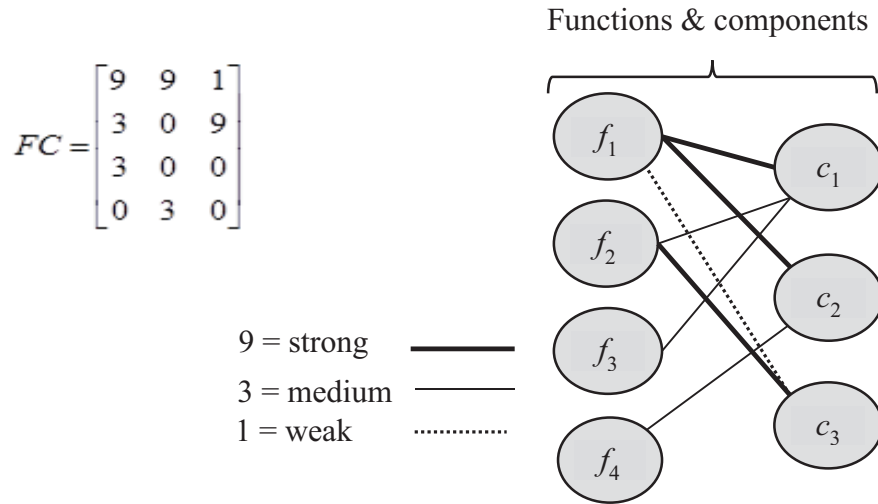 Functions & components
FC =
9 9 1
3 0 9
3 0 0
0 3 0
f1
f2
f3
f4
c1
c2
c3
9 = strong
3 = medium
1 = weak